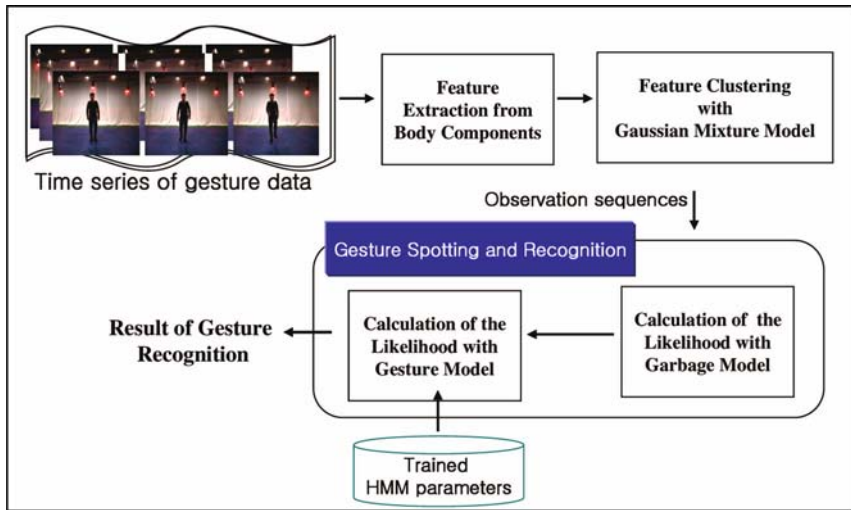 Time series of gesture data
Feature
Extraction from
Body Components
Feature Clustering
with
Gaussian Mixture Model
Observation sequences
Gesture Spotting and Recognition
Calculation of the
Likelihood with
Garbage Model
Calculation of the
Likelihood with
Gesture Model
Result of Gesture
Recognition
Trained
HMM parameters